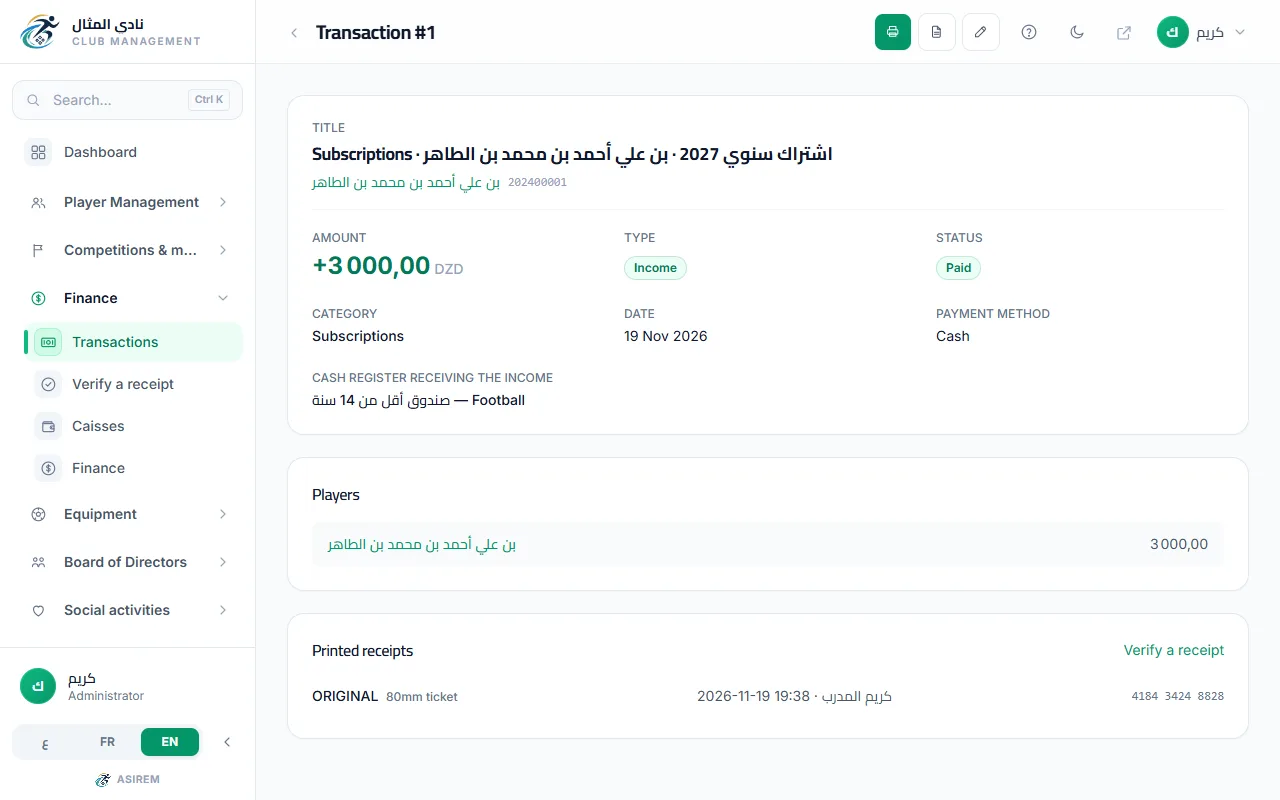 نادي المثال
CLUB MANAGEMENT
Search...
Ctrl K
Dashboard
Player Management
Competitions & m...
Finance
Transactions
Verify a receipt
Caisses
Finance
Equipment
Board of Directors
Social activities
ك
كريم
Administrator
ع
FR
EN
ASIREM
Transaction #1
ك
كريم
TITLE
Subscriptions · بن علي أحمد بن محمد بن الطاهر · 2027 اشتراك سنوي
بن علي أحمد بن محمد بن الطاهر 202400001
AMOUNT
+3 000,00 DZD
TYPE
Income
STATUS
Paid
CATEGORY
Subscriptions
DATE
19 Nov 2026
PAYMENT METHOD
Cash
CASH REGISTER RECEIVING THE INCOME
صندوق أقل من 14 سنة — Football
Players
بن علي أحمد بن محمد بن الطاهر
3 000,00
Printed receipts
Verify a receipt
ORIGINAL 80mm ticket
2026-11-19 19:38 · كريم المدرب
4184 3424 8828